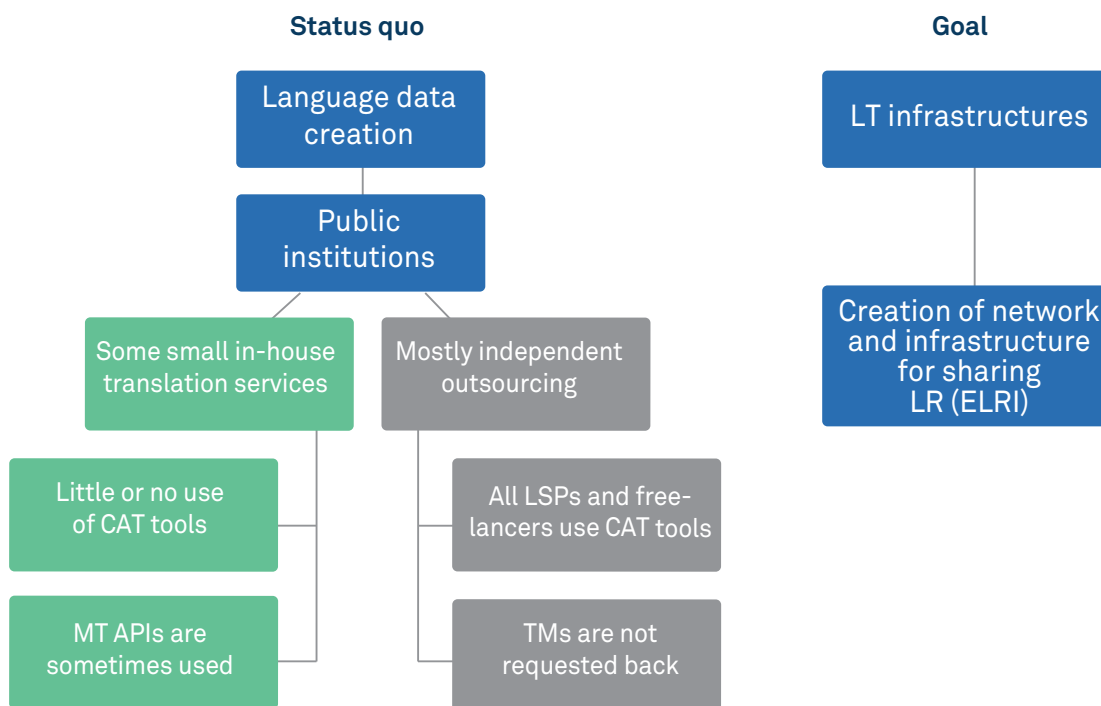 Status quo
Goal
Language data
creation
LT infrastructures
Public
institutions
Creation of network
and infrastructure
for sharing
LR (ELRI)
Some small in-house
translation services
Mostly independent
outsourcing
Little or no use
of CAT tools
All LSPs and free-
lancers use CAT tools
MT APIs are
sometimes used
TMs are not
requested back